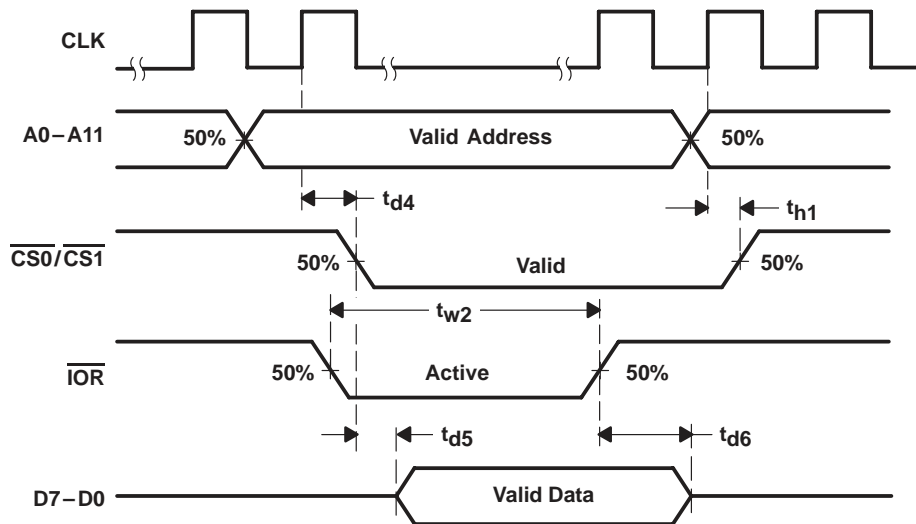 CLK
A0–A11
50%
Valid Address
50%
td4
th1
CS0/CS1
50%
Valid
50%
tw2
IOR
50%
Active
50%
td5
td6
D7–D0
Valid Data